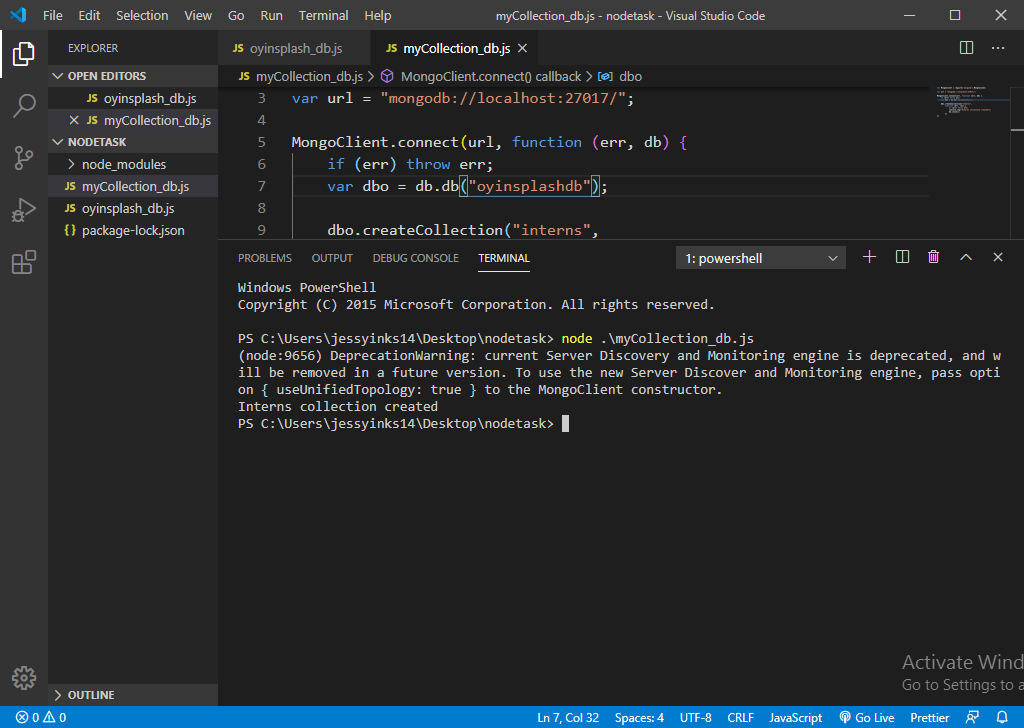 File Edit Selection View Go Run Terminal Help myCollection_db.js - nodetask - Visual Studio Code
EXPLORER
OPEN EDITORS
JS oyinsplash_db.js
JS myCollection_db.js
NODETASK
node_modules
JS myCollection_db.js
JS oyinsplash_db.js
{} package-lock.json
OUTLINE
JS oyinsplash_db.js JS myCollection_db.js
JS myCollection_db.js > MongoClient.connect() callback > dbo
3 var url = "mongodb://localhost:27017/";
4
5 MongoClient.connect(url, function (err, db) {
6 if (err) throw err;
7 var dbo = db.db("oyinsplashdb");
8
9 dbo.createCollection("interns",
PROBLEMS OUTPUT DEBUG CONSOLE TERMINAL 1: powershell
Windows PowerShell
Copyright (C) 2015 Microsoft Corporation. All rights reserved.
PS C:\Users\jessyinks14\Desktop\nodetask> node .\myCollection_db.js
(node:9656) DeprecationWarning: current Server Discovery and Monitoring engine is deprecated, and w
ill be removed in a future version. To use the new Server Discover and Monitoring engine, pass opti
on { useUnifiedTopology: true } to the MongoClient constructor.
Interns collection created
PS C:\Users\jessyinks14\Desktop\nodetask>
Activate Wind
Go to Settings to a
0 0 Ln 7, Col 32 Spaces: 4 UTF-8 CRLF JavaScript Go Live Prettier